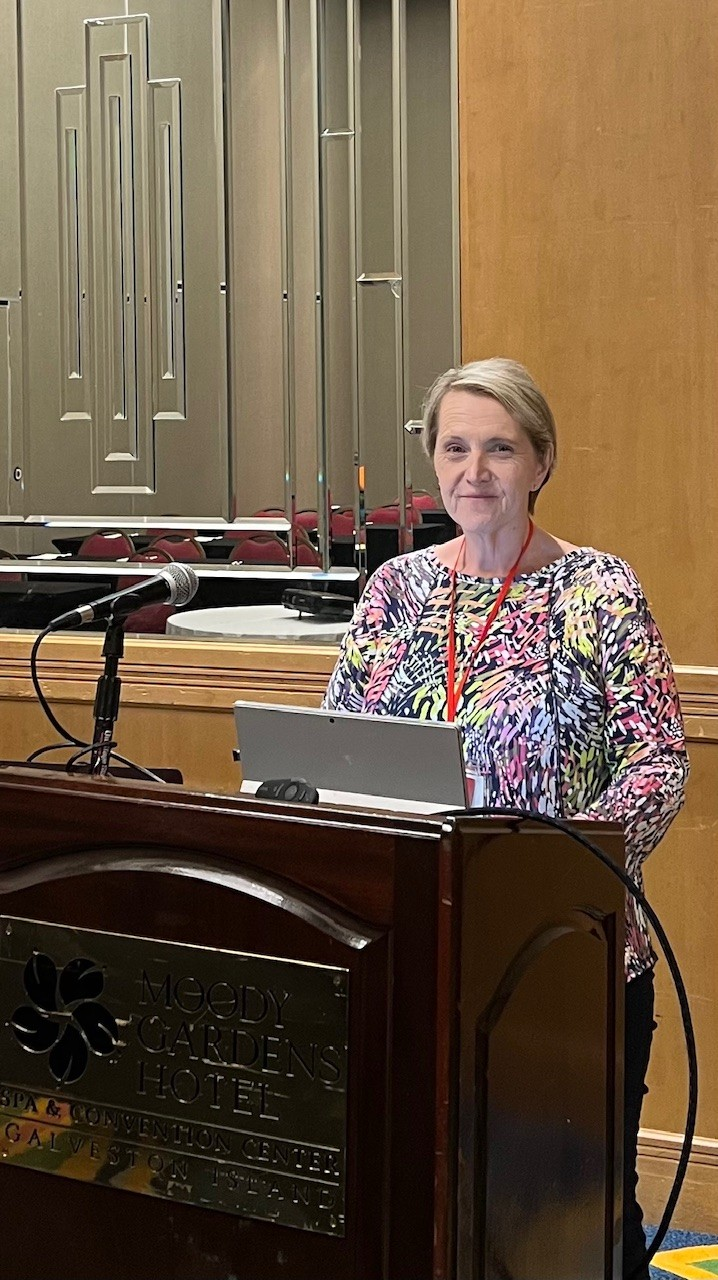 MOODY
GARDENS
HOTEL
SPA & CONVENTION CENTER
GALVESTON ISLAND